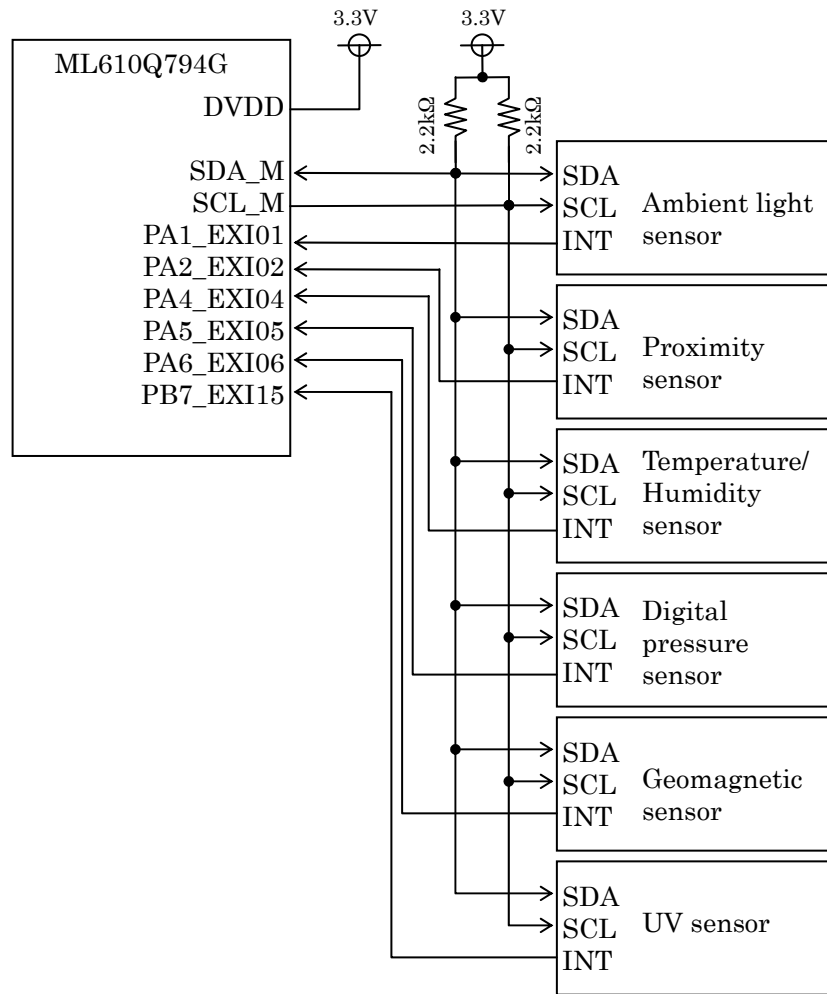 3.3V
3.3V
ML610Q794G
DVDD
2.2kΩ
2.2kΩ
SDA_M
SCL_M
PA1_EXI01
PA2_EXI02
PA4_EXI04
PA5_EXI05
PA6_EXI06
PB7_EXI15
SDA
SCL
INT
Ambient light
sensor
SDA
SCL
INT
Proximity
sensor
SDA
SCL
INT
Temperature/
Humidity
sensor
SDA
SCL
INT
Digital
pressure
sensor
SDA
SCL
INT
Geomagnetic
sensor
SDA
SCL
INT
UV sensor